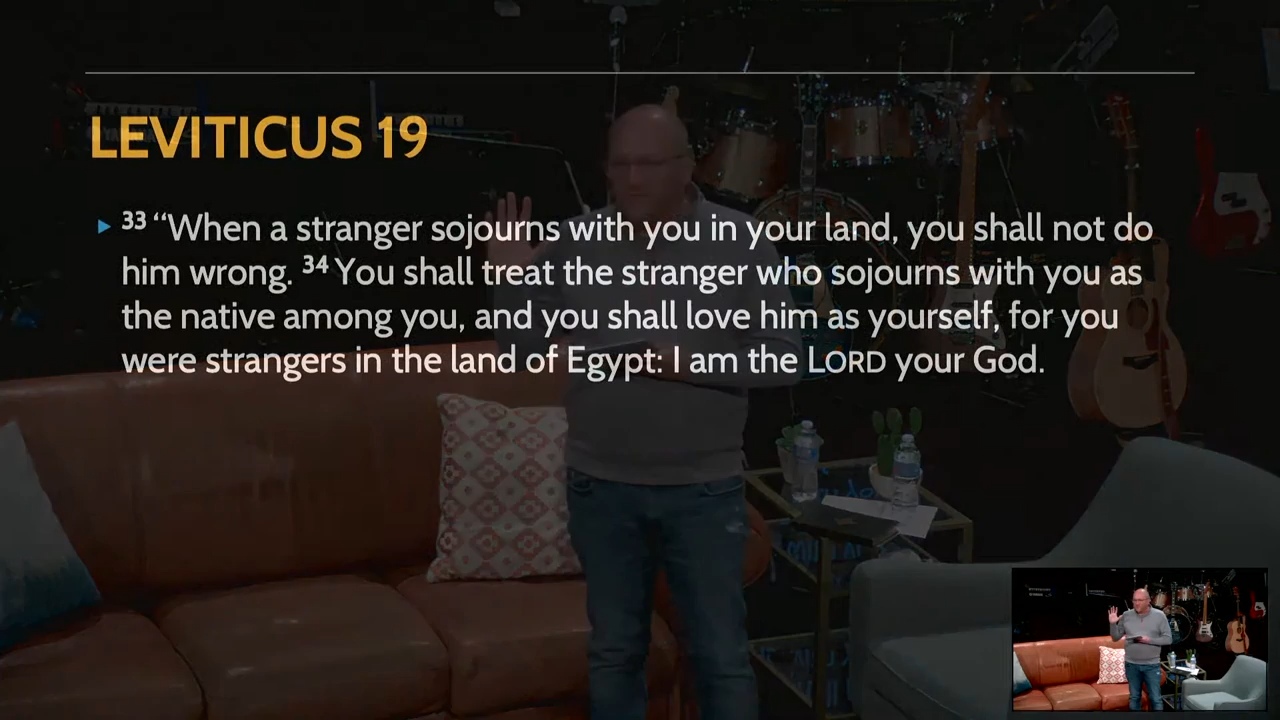 LEVITICUS 19
33 “When a stranger sojourns with you in your land, you shall not do
him wrong. 34 You shall treat the stranger who sojourns with you as
the native among you, and you shall love him as yourself, for you
were strangers in the land of Egypt: I am the LORD your God.